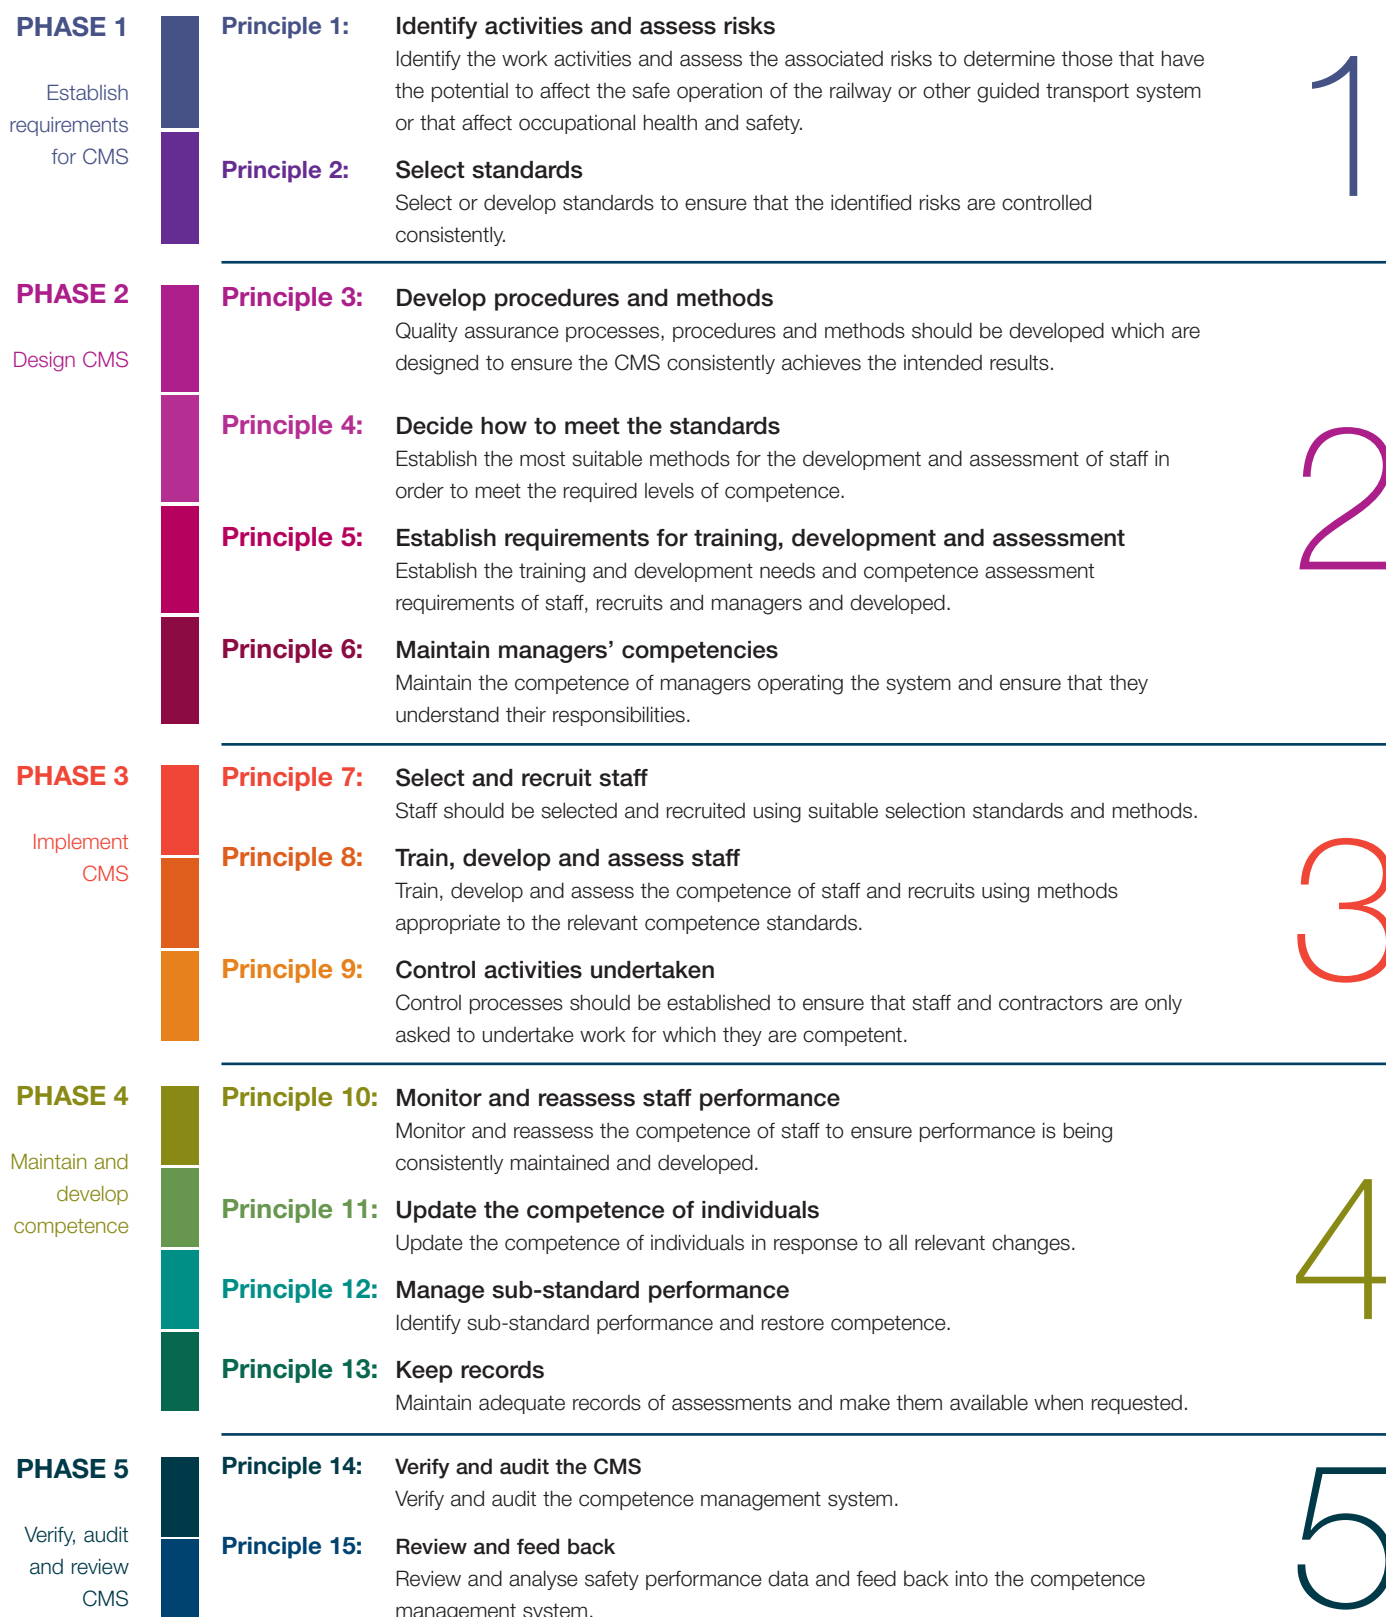 PHASE 1
Establish
requirements
for CMS
Principle 1:
Identify activities and assess risks
Identify the work activities and assess the associated risks to determine those that have
the potential to affect the safe operation of the railway or other guided transport system
or that affect occupational health and safety.
Principle 2:
Select standards
Select or develop standards to ensure that the identified risks are controlled
consistently.
1
PHASE 2
Design CMS
Principle 3:
Develop procedures and methods
Quality assurance processes, procedures and methods should be developed which are
designed to ensure the CMS consistently achieves the intended results.
Principle 4:
Decide how to meet the standards
Establish the most suitable methods for the development and assessment of staff in
order to meet the required levels of competence.
Principle 5:
Establish requirements for training, development and assessment
Establish the training and development needs and competence assessment
requirements of staff, recruits and managers and developed.
Principle 6:
Maintain managers’ competencies
Maintain the competence of managers operating the system and ensure that they
understand their responsibilities.
2
PHASE 3
Implement
CMS
Principle 7:
Select and recruit staff
Staff should be selected and recruited using suitable selection standards and methods.
Principle 8:
Train, develop and assess staff
Train, develop and assess the competence of staff and recruits using methods
appropriate to the relevant competence standards.
Principle 9:
Control activities undertaken
Control processes should be established to ensure that staff and contractors are only
asked to undertake work for which they are competent.
3
PHASE 4
Maintain and
develop
competence
Principle 10:
Monitor and reassess staff performance
Monitor and reassess the competence of staff to ensure performance is being
consistently maintained and developed.
Principle 11:
Update the competence of individuals
Update the competence of individuals in response to all relevant changes.
Principle 12:
Manage sub-standard performance
Identify sub-standard performance and restore competence.
Principle 13:
Keep records
Maintain adequate records of assessments and make them available when requested.
4
PHASE 5
Verify, audit
and review
CMS
Principle 14:
Verify and audit the CMS
Verify and audit the competence management system.
Principle 15:
Review and feed back
Review and analyse safety performance data and feed back into the competence
management system.
5